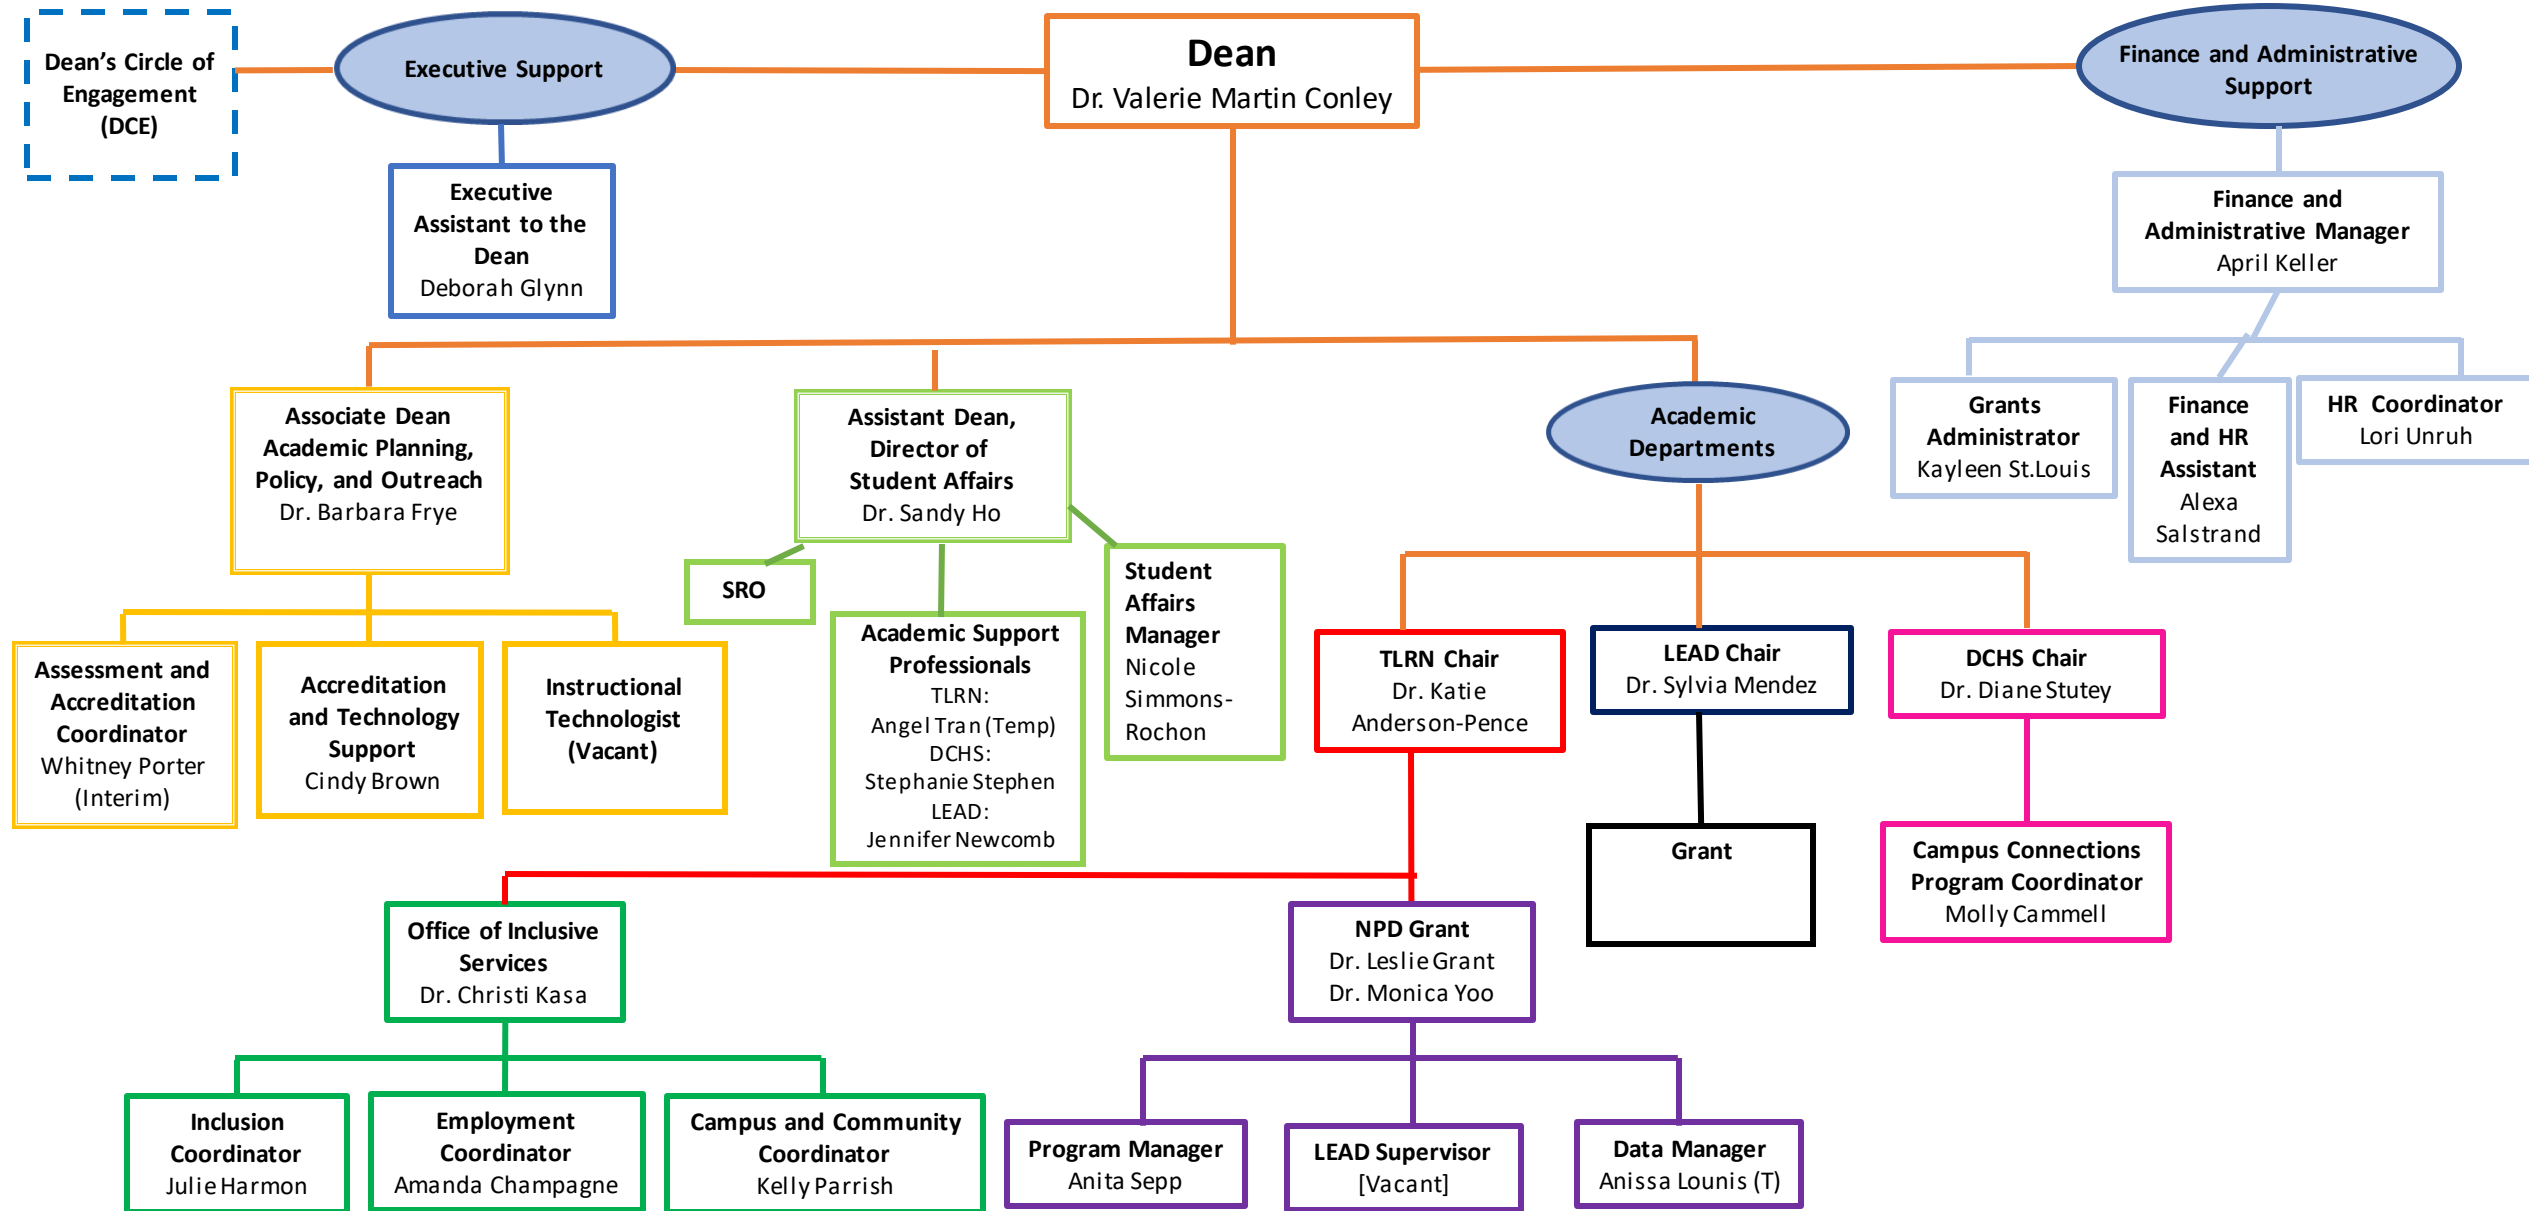 Dean's Circle of
Engagement
(DCE)
Executive Support
Dean
Dr. Valerie Martin Conley
Finance and Administrative
Support
Executive
Assistant to the
Dean
Deborah Glynn
Finance and
Administrative Manager
April Keller
Associate Dean
Academic Planning,
Policy, and Outreach
Dr. Barbara Frye
Assistant Dean,
Director of
Student Affairs
Dr. Sandy Ho
Academic
Departments
Grants
Administrator
Kayleen St.Louis
Finance
and HR
Assistant
Alexa
Salstrand
HR Coordinator
Lori Unruh
SRO
Academic Support
Professionals
TLRN:
Angel Tran (Temp)
DCHS:
Stephanie Stephen
LEAD:
Jennifer Newcomb
Student
Affairs
Manager
Nicole
Simmons-
Rochon
Assessment and
Accreditation
Coordinator
Whitney Porter
(Interim)
Accreditation
and Technology
Support
Cindy Brown
Instructional
Technologist
(Vacant)
TLRN Chair
Dr. Katie
Anderson-Pence
LEAD Chair
Dr. Sylvia Mendez
DCHS Chair
Dr. Diane Stutey
Grant
Campus Connections
Program Coordinator
Molly Cammell
Office of Inclusive
Services
Dr. Christi Kasa
NPD Grant
Dr. Leslie Grant
Dr. Monica Yoo
Inclusion
Coordinator
Julie Harmon
Employment
Coordinator
Amanda Champagne
Campus and Community
Coordinator
Kelly Parrish
Program Manager
Anita Sepp
LEAD Supervisor
[Vacant]
Data Manager
Anissa Lounis (T)